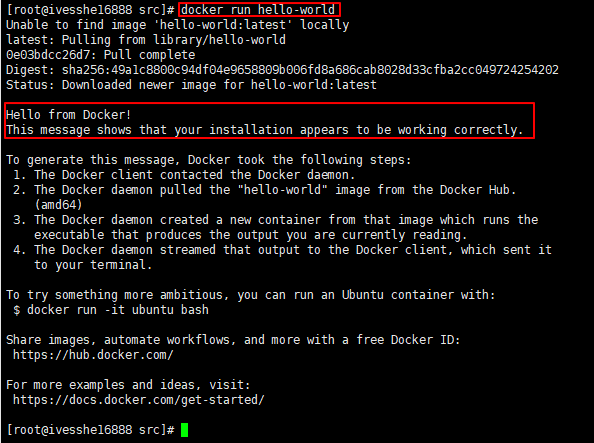 [root@ivesshe16888 src]# docker run hello-world
Unable to find image 'hello-world:latest' locally
latest: Pulling from library/hello-world
0e03bdcc26d7: Pull complete
Digest: sha256:49a1c8800c94df04e9658809b006fd8a686cab8028d33cfba2cc049724254202
Status: Downloaded newer image for hello-world:latest
Hello from Docker!
This message shows that your installation appears to be working correctly.
To generate this message, Docker took the following steps:
1. The Docker client contacted the Docker daemon.
2. The Docker daemon pulled the "hello-world" image from the Docker Hub.
(amd64)
3. The Docker daemon created a new container from that image which runs the
executable that produces the output you are currently reading.
4. The Docker daemon streamed that output to the Docker client, which sent it
to your terminal.
To try something more ambitious, you can run an Ubuntu container with:
$ docker run -it ubuntu bash
Share images, automate workflows, and more with a free Docker ID:
https://hub.docker.com/
For more examples and ideas, visit:
https://docs.docker.com/get-started/
[root@ivesshe16888 src]#